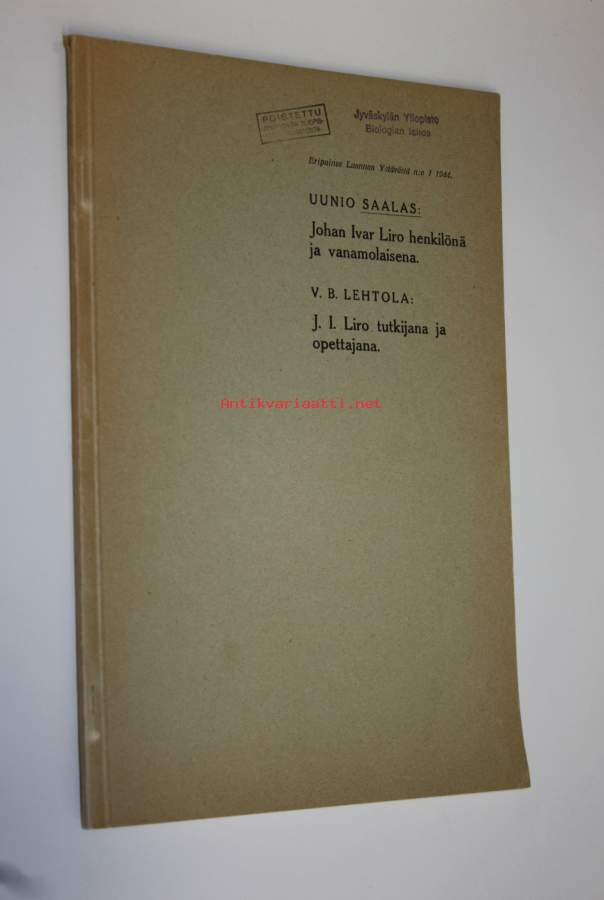 POISTETTU
Jyväskylän Yliopisto
Biologian laitos
Eripainos Luonnon Ystävästä n:o 1 1944.
UUNIO SAALAS:
Johan Ivar Liro henkilönä
ja vanamolaisena.
V. B. LEHTOLA:
J. I. Liro tutkijana ja
opettajana.
Antikvariaatti.net